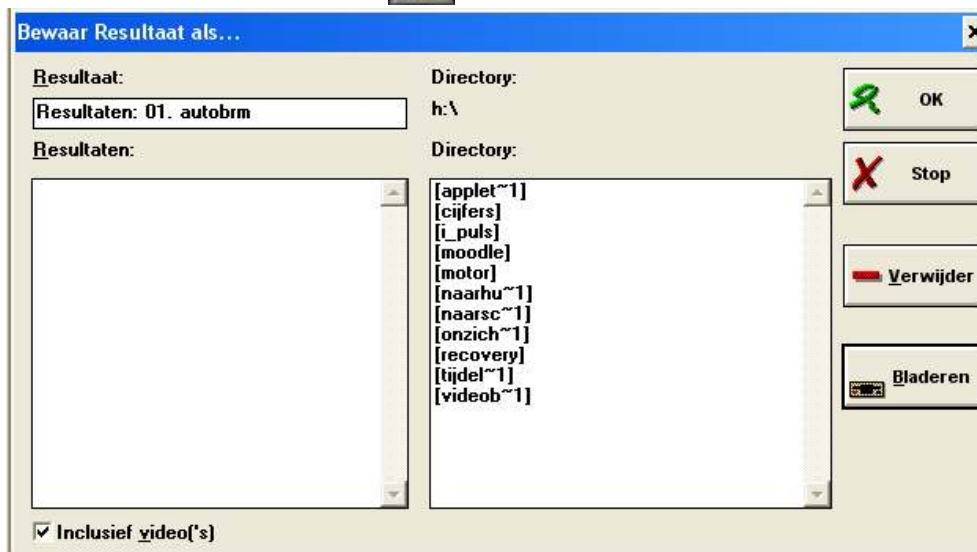 Bewaar Resultaat als...
Resultaat:
Resultaten: 01. autobrm
Resultaten:
Inclusief video('s)
Directory:
h:\
Directory:
[applet~1]
[cijfers]
[i_puls]
[moodle]
[motor]
[naarhu~1]
[naarsc~1]
[onzich~1]
[recovery]
[tijdel~1]
[videob~1]
OK
Stop
Verwijder
Bladeren